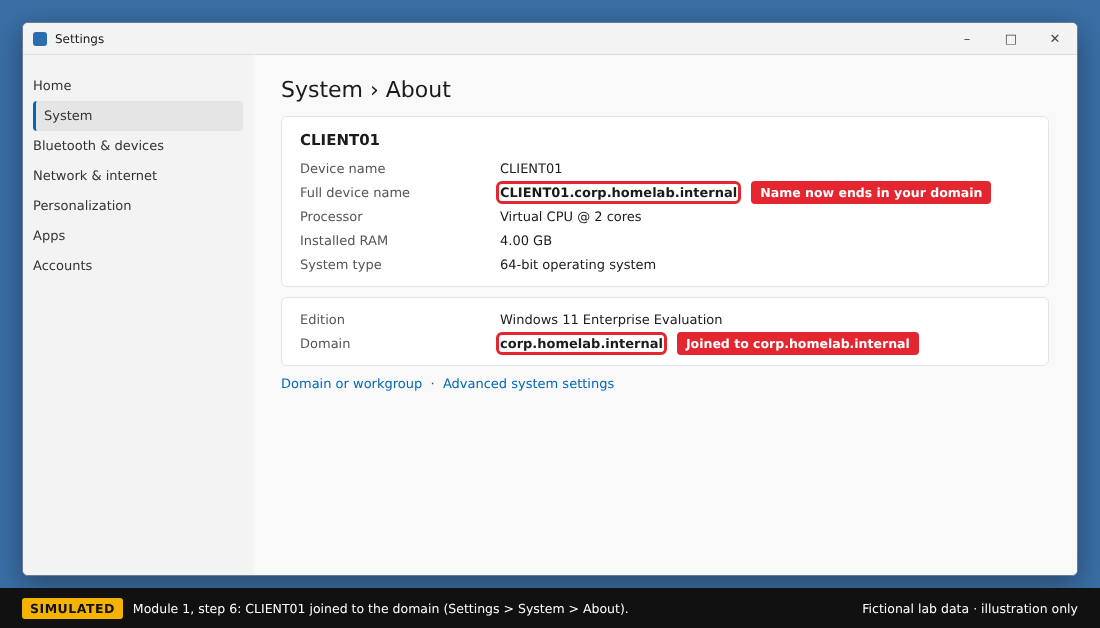 Settings
Home
System
Bluetooth & devices
Network & internet
Personalization
Apps
Accounts
System › About
CLIENT01
Device name CLIENT01
Full device name CLIENT01.corp.homelab.internal Name now ends in your domain
Processor Virtual CPU @ 2 cores
Installed RAM 4.00 GB
System type 64-bit operating system
Edition Windows 11 Enterprise Evaluation
Domain corp.homelab.internal Joined to corp.homelab.internal
Domain or workgroup · Advanced system settings
SIMULATED Module 1, step 6: CLIENT01 joined to the domain (Settings > System > About). Fictional lab data · illustration only